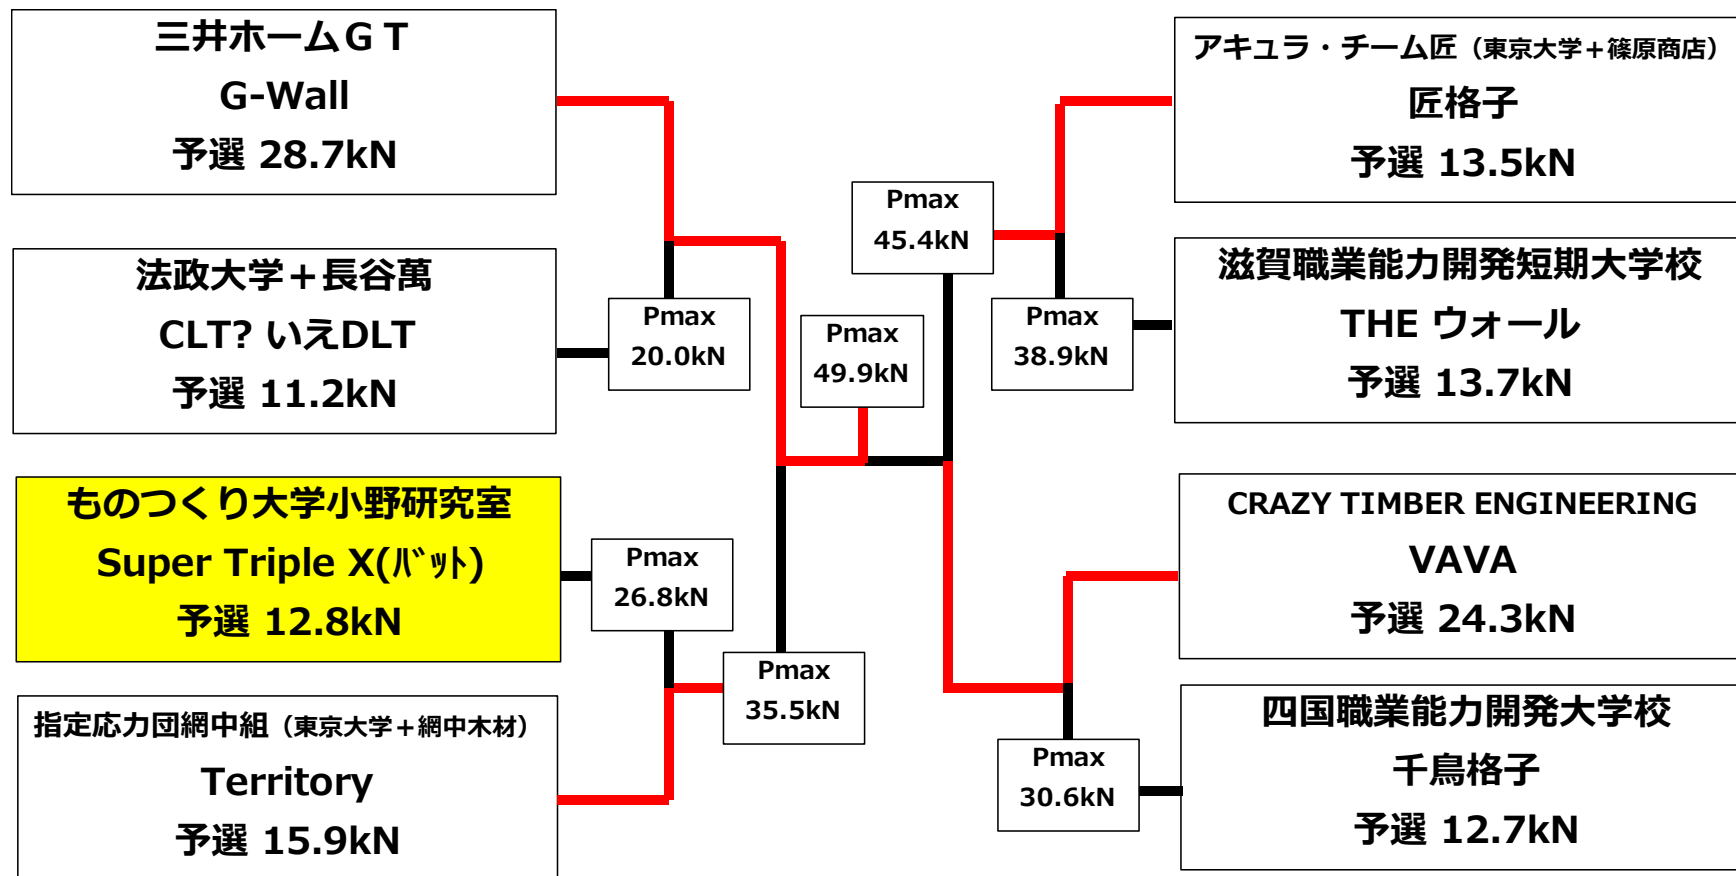 三井ホームＧＴ
G-Wall
予選 28.7kN
法政大学＋長谷萬
CLT? いえDLT
予選 11.2kN
Pmax
20.0kN
ものつくり大学小野研究室
Super Triple X(ﾊﾞｯﾄ)
予選 12.8kN
Pmax
26.8kN
指定応力団網中組（東京大学＋網中木材）
Territory
予選 15.9kN
Pmax
35.5kN
Pmax
49.9kN
Pmax
45.4kN
アキュラ・チーム匠（東京大学＋篠原商店）
匠格子
予選 13.5kN
Pmax
38.9kN
滋賀職業能力開発短期大学校
THE ウォール
予選 13.7kN
CRAZY TIMBER ENGINEERING
VAVA
予選 24.3kN
Pmax
30.6kN
四国職業能力開発大学校
千鳥格子
予選 12.7kN